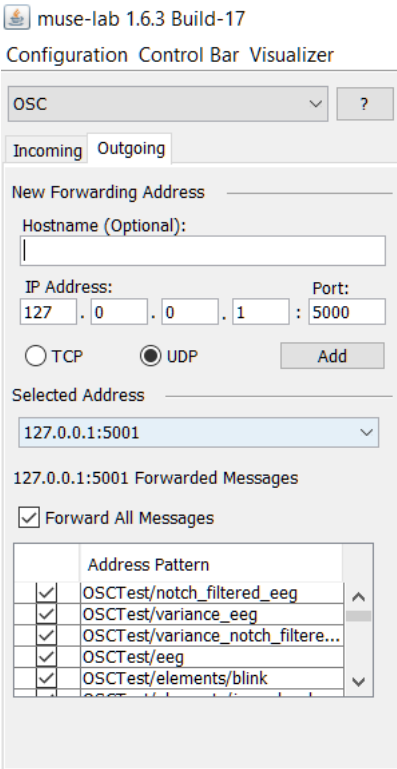 muse-lab 1.6.3 Build-17
Configuration Control Bar Visualizer
OSC ?
Incoming Outgoing
New Forwarding Address
Hostname (Optional):
IP Address: Port:
127 . 0 . 0 . 1 : 5000
TCP UDP Add
Selected Address
127.0.0.1:5001
127.0.0.1:5001 Forwarded Messages
Forward All Messages
Address Pattern
OSCTest/notch_filtered_eeg
OSCTest/variance_eeg
OSCTest/variance_notch_filtere...
OSCTest/eeg
OSCTest/elements/blink